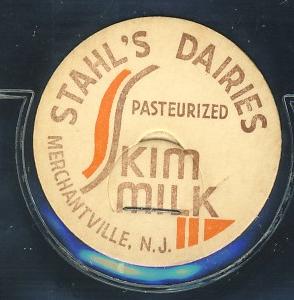 STAHL'S DAIRIES
PASTEURIZED
SKIM
MILK
MERCHANTVILLE, N.J.